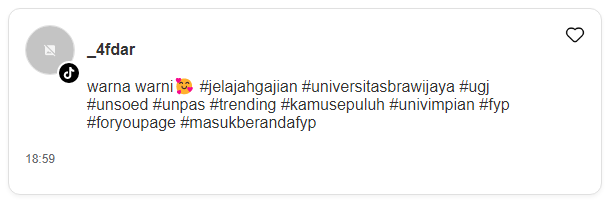 _4fdar
warna warni🥰 #jelajahgajian #universitasbrawijaya #ugj
#unsoed #unpas #trending #kamusepuluh #univimpian #fyp
#foryoupage #masukberandafyp
18:59